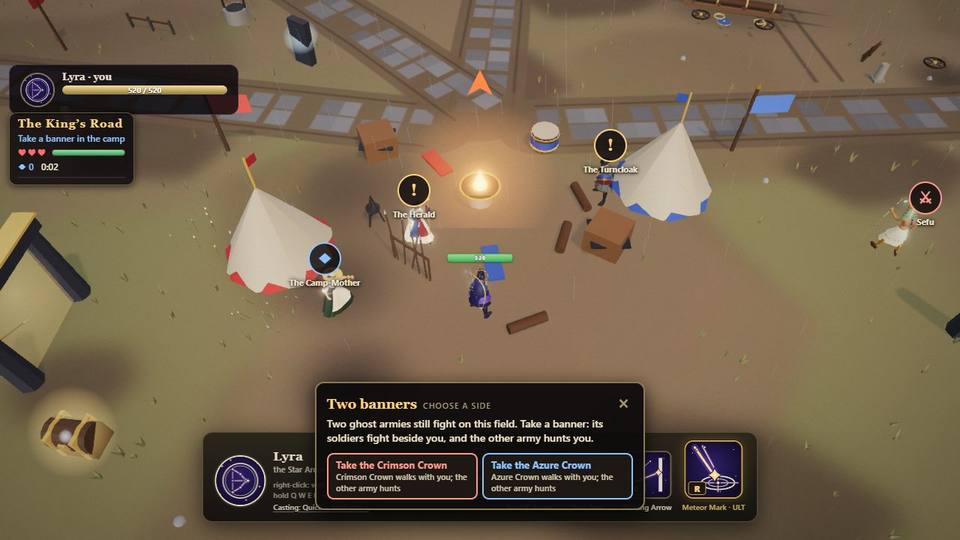 Lyra - you
520 / 520
The King's Road
Take a banner in the camp
0 0:02
The Turncloak
The Herald
Sefu
The Camp-Mother
520
Two banners CHOOSE A SIDE
Two ghost armies still fight on this field. Take a banner: its
soldiers fight beside you, and the other army hunts you.
Take the Crimson Crown
Crimson Crown walks with you; the
other army hunts
Take the Azure Crown
Azure Crown walks with you; the
other army hunts
Lyra
the Star
right-click:
hold Q W E
Casting:
R
Arrow
Meteor Mark · ULT